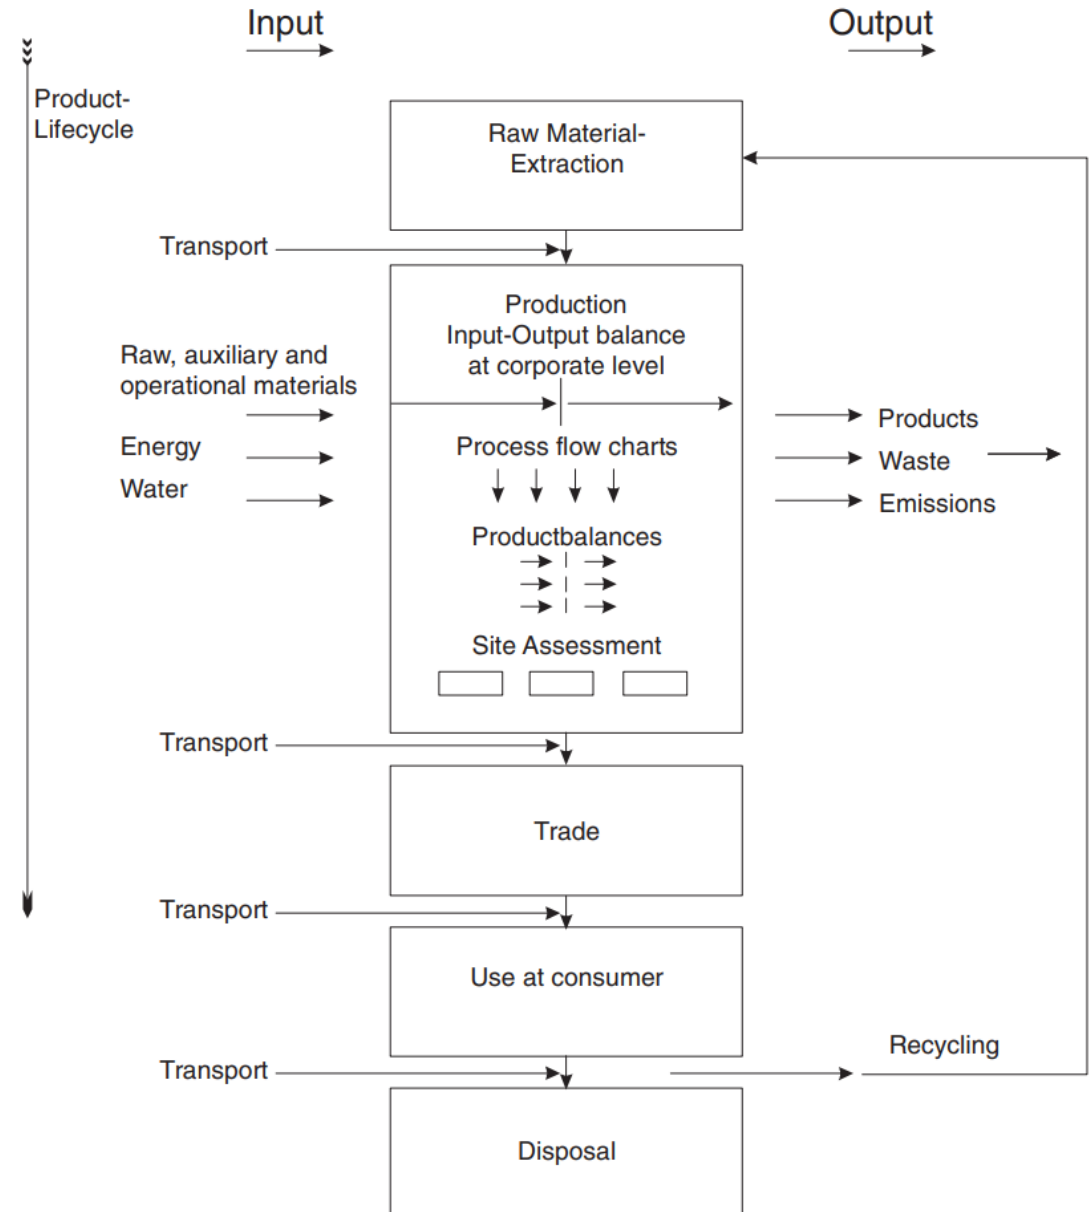 Input
Output
Product-
Lifecycle
Raw Material-
Extraction
Transport
Production
Input-Output balance
at corporate level
Raw, auxiliary and
operational materials
Energy
Water
Process flow charts
Productbalances
Site Assessment
Products
Waste
Emissions
Transport
Trade
Transport
Use at consumer
Recycling
Transport
Disposal